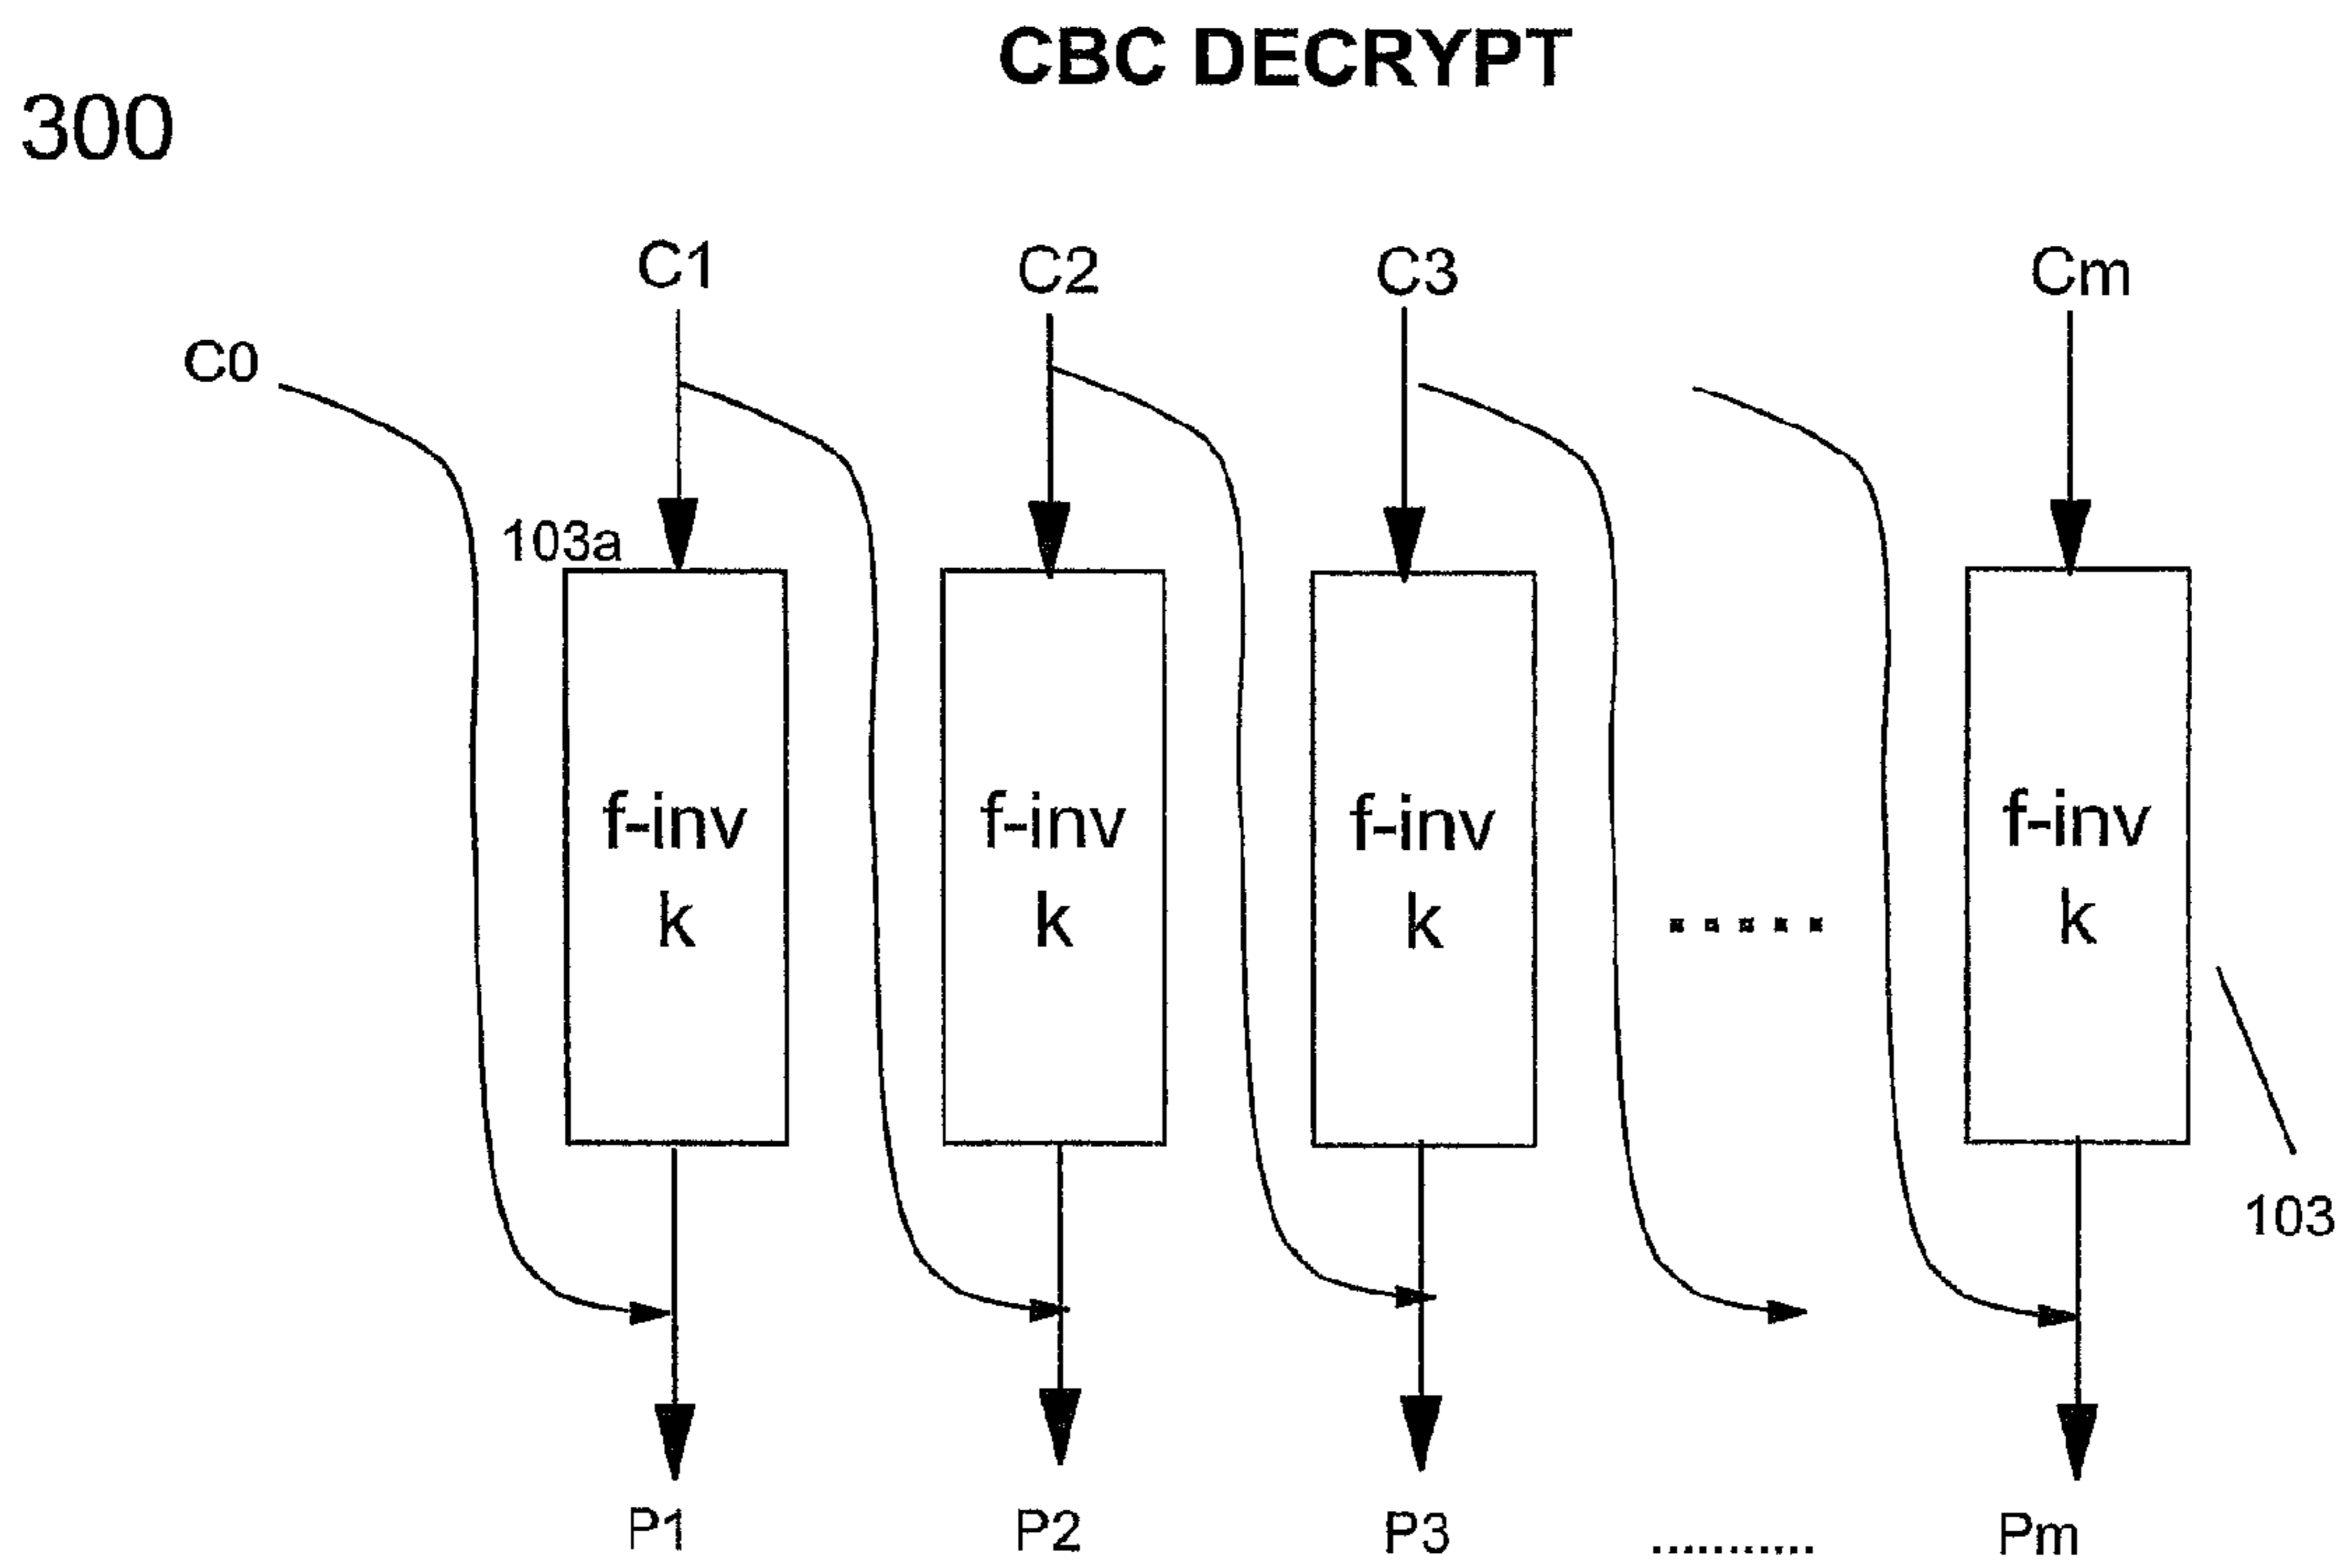 CBC DECRYPT
300
C1 C2 C3 Cm
C0
103a
f-inv f-inv f-inv f-inv
k k k ..... k
103
P1 P2 P3 ........... Pm